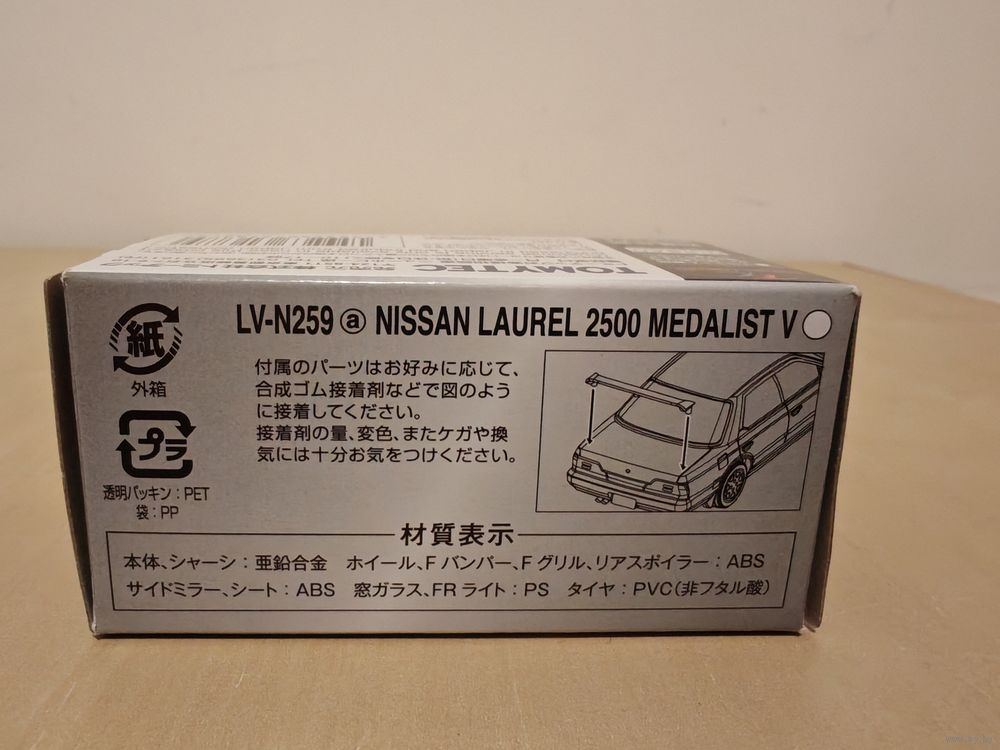 TOMYTEC
LV-N259 ⓐ NISSAN LAUREL 2500 MEDALIST V
紙
外箱
プラ
透明パッキン：PET
袋：PP
付属のパーツはお好みに応じて、
合成ゴム接着剤などで図のよう
に接着してください。
接着剤の量、変色、またケガや換
気には十分お気をつけください。
材質表示
本体、シャーシ：亜鉛合金　ホイール、Fバンパー、Fグリル、リアスポイラー：ABS
サイドミラー、シート：ABS　窓ガラス、FRライト：PS　タイヤ：PVC（非フタル酸）